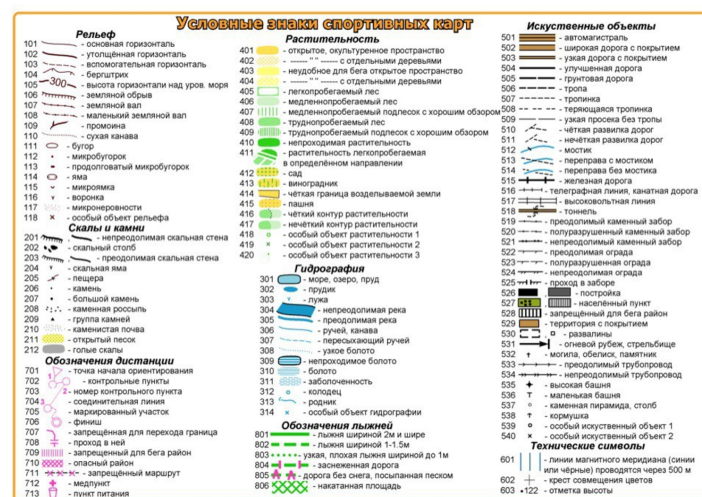 Условные знаки спортивных карт
Рельеф
101 - основная горизонталь
102 - утолщённая горизонталь
103 - вспомогательная горизонталь
104 - бергштрих
105 300 - высота горизонтали над уров. моря
106 - земляной обрыв
107 - земляной вал
108 - маленький земляной вал
109 - промоина
110 - сухая канава
111 - бугор
112 - микробугорок
113 - продолговатый микробугорок
114 - яма
115 - микроямка
116 - воронка
117 - микронеровности
118 - особый объект рельефа
Скалы и камни
201 - непреодолимая скальная стена
202 - скальный столб
203 - преодолимая скальная стена
204 - скальная яма
205 - пещера
206 - камень
207 - большой камень
208 - каменная россыпь
209 - группа камней
210 - каменистая почва
211 - открытый песок
212 - голые скалы
Обозначения дистанции
701 - точка начала ориентирования
702 - контрольные пункты
703 - номер контрольного пункта
704 - соединительная линия
705 - маркированный участок
706 - финиш
707 - запрещённая для перехода граница
708 - проход в ней
709 - запрещенный для бега район
710 - опасный район
711 - запрещённый маршрут
712 - медпункт
713 - пункт питания
Растительность
401 - открытое, окультуренное пространство
402 - ------ " " ------ с отдельными деревьями
403 - неудобное для бега открытое пространство
404 - ------ " " ------ с отдельными деревьями
405 - легкопробегаемый лес
406 - медленнопробегаемый лес
407 - медленнопробегаемый подлесок с хорошим обзором
408 - труднопробегаемый лес
409 - труднопробегаемый подлесок с хорошим обзором
410 - непроходимая растительность
411 - растительность легкопробегаемая
в определённом направлении
412 - сад
413 - виноградник
414 - чёткая граница возделываемой земли
415 - пашня
416 - чёткий контур растительности
417 - нечёткий контур растительности
418 - особый объект растительности 1
419 - особый объект растительности 2
420 - особый объект растительности 3
Гидрография
301 - море, озеро, пруд
302 - прудик
303 - лужа
304 - непреодолимая река
305 - преодолимая река
306 - ручей, канава
307 - пересыхающий ручей
308 - узкое болото
309 - непроходимое болото
310 - болото
311 - заболоченность
312 - колодец
313 - родник
314 - особый объект гидрографии
Обозначения лыжней
801 - лыжня шириной 2м и шире
802 - лыжня шириной 1-1.5м
803 - узкая, плохая лыжня шириной до 1м
804 - заснеженная дорога
805 - дорога без снега, посыпанная песком
806 - накатанная площадь
Искуственные объекты
501 - автомагистраль
502 - широкая дорога с покрытием
503 - узкая дорога с покрытием
504 - улучшенная дорога
505 - грунтовая дорога
506 - тропа
507 - тропинка
508 - теряющаяся тропинка
509 - узкая просека без тропы
510 - чёткая развилка дорог
511 - нечёткая развилка дорог
512 - мостик
513 - переправа с мостиком
514 - переправа без мостика
515 - железная дорога
516 - телеграфная линия, канатная дорога
517 - высоковольтная линия
518 - тоннель
519 - преодолимый каменный забор
520 - полуразрушенный каменный забор
521 - непреодолимый каменный забор
522 - преодолимая ограда
523 - полуразрушенная ограда
524 - непреодолимая ограда
525 - проход в заборе
526 - постройка
527 - населённый пункт
528 - запрещённый для бега район
529 - территория с покрытием
530 - развалины
531 - огневой рубеж, стрельбище
532 - могила, обелиск, памятник
533 - преодолимый трубопровод
534 - непреодолимый трубопровод
535 - высокая башня
536 - маленькая башня
537 - каменная пирамида, столб
538 - кормушка
539 - особый искуственный объект 1
540 - особый искуственный объект 2
Технические символы
601 - линии магнитного меридиана (синии
или чёрные) проводятся через 500 м
602 - крест совмещения цветов
603 •122 - отметка высоты